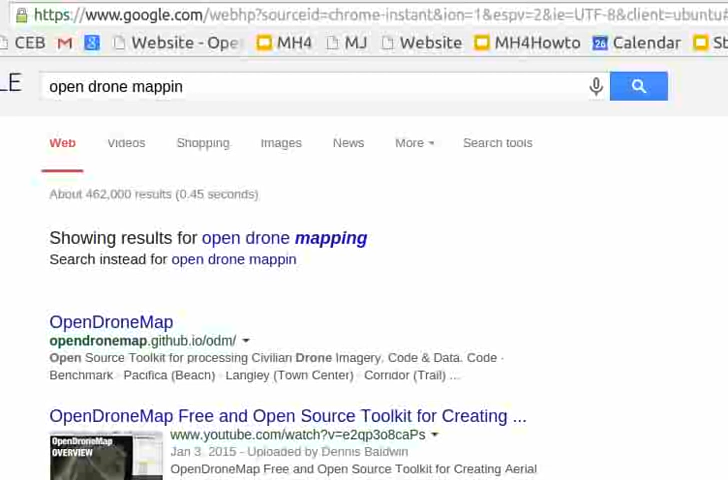 https://www.google.com/webhp?sourceid=chrome-instant&ion=1&espv=2&ie=UTF-8&client=ubuntu
CEB Website - Ope MH4 MJ Website MH4Howto 26 Calendar St
LE open drone mappin
Web Videos Shopping Images News More Search tools
About 462,000 results (0.45 seconds)
Showing results for open drone mapping
Search instead for open drone mappin
OpenDroneMap
opendronemap.github.io/odm/
Open Source Toolkit for processing Civilian Drone Imagery. Code & Data. Code ·
Benchmark · Pacifica (Beach) · Langley (Town Center) · Corridor (Trail) ...
OpenDroneMap Free and Open Source Toolkit for Creating ...
www.youtube.com/watch?v=e2qp3o8caPs
OpenDroneMap
OVERVIEW
Jan 3, 2015 - Uploaded by Dennis Baldwin
OpenDroneMap Free and Open Source Toolkit for Creating Aerial